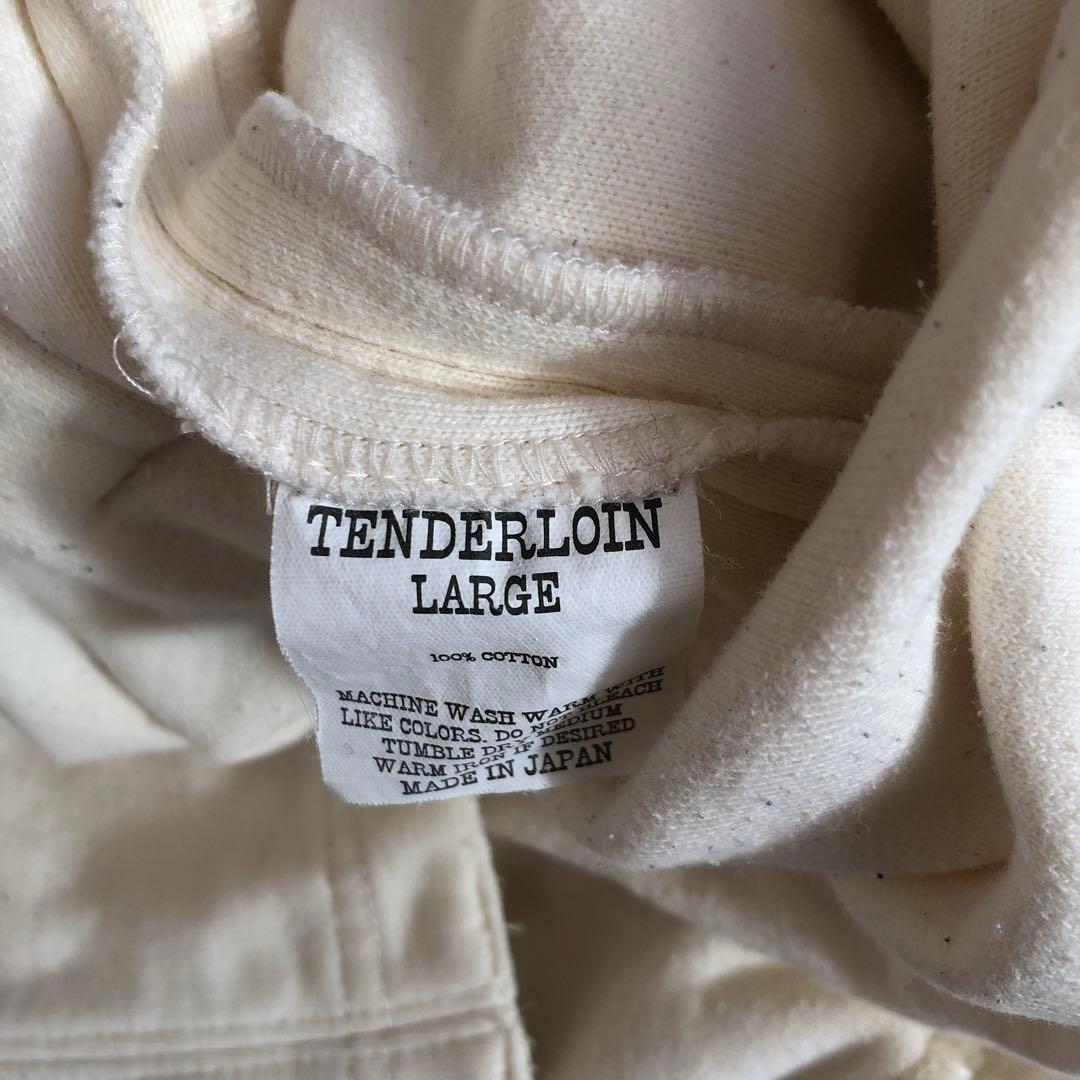 TENDERLOIN
LARGE
100% COTTON
MACHINE WASH WARM WITH
LIKE COLORS. DO NOT BLEACH
TUMBLE DRY MEDIUM
WARM IRON IF DESIRED
MADE IN JAPAN